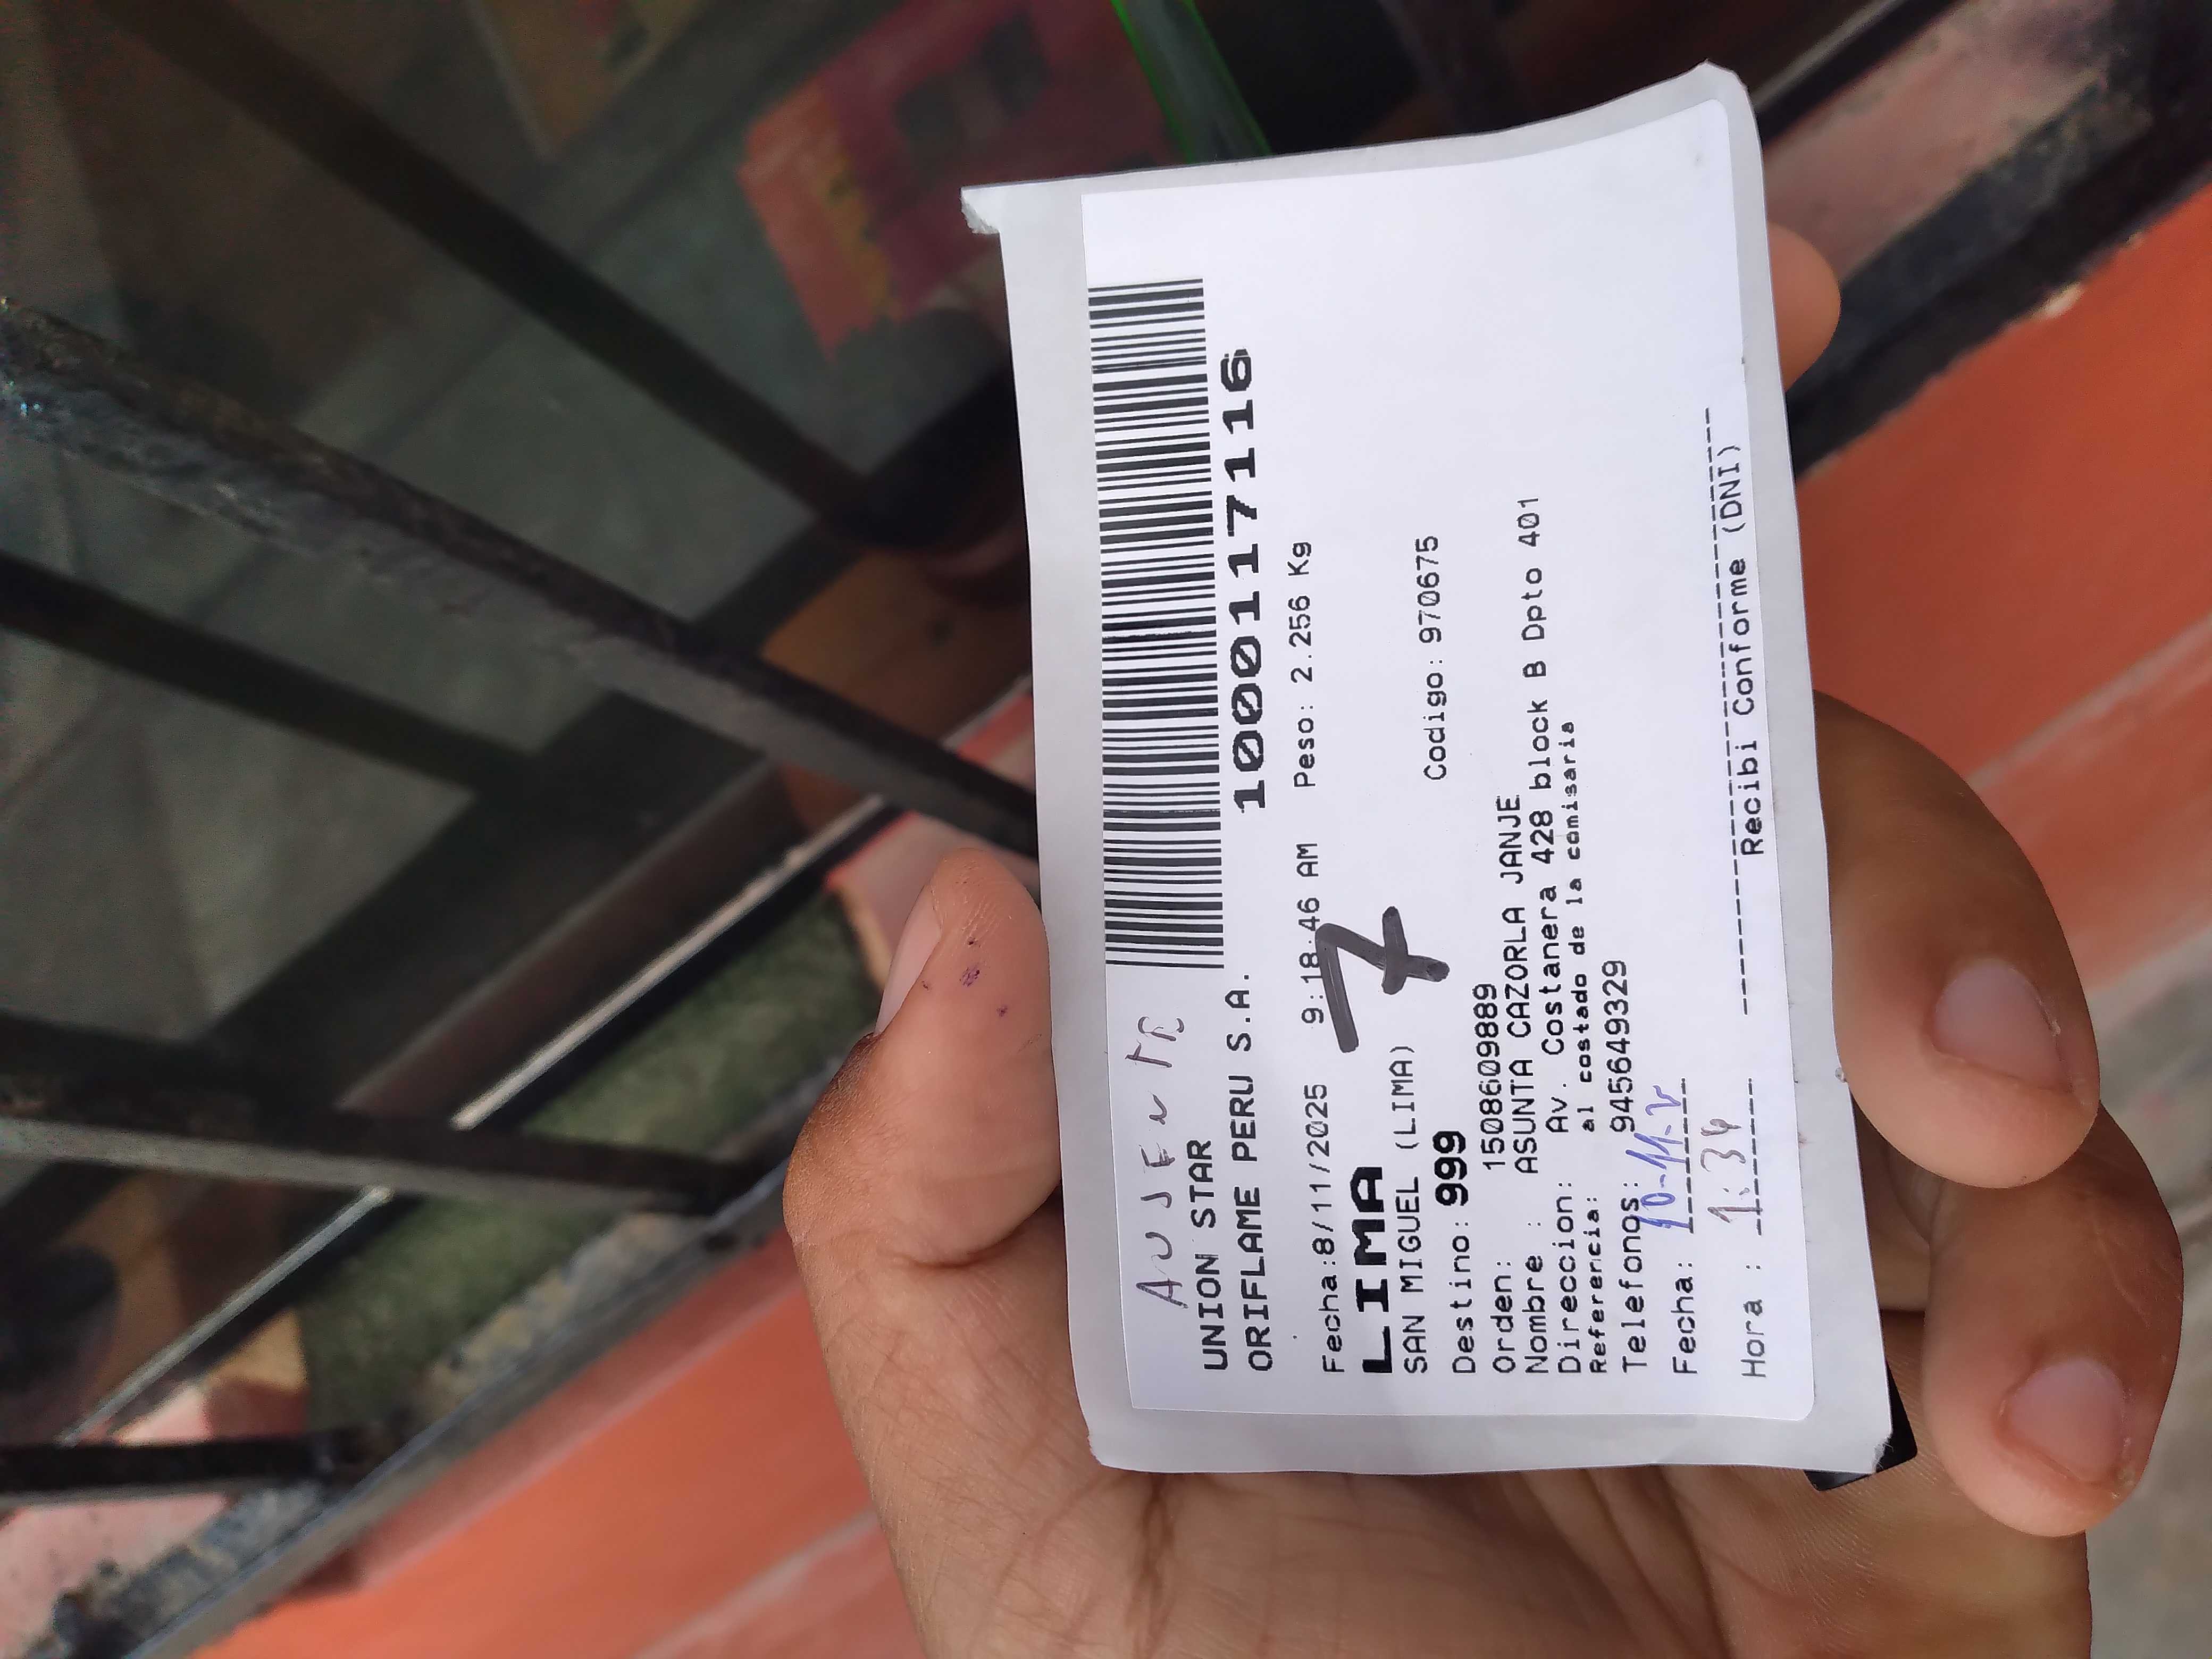 AUSENTE
UNION STAR
ORIFLAME PERU S.A.
1000117116
Fecha:8/11/2025 9:18:46 AM Peso: 2.256 Kg
LIMA
7
SAN MIGUEL (LIMA) Codigo: 970675
Destino: 999
Orden: 1508609889
Nombre : ASUNTA CAZORLA JANJE
Direccion: Av. Costanera 428 block B Dpto 401
Referencia: al costado de la comisaria
Telefonos: 945649329
Fecha: 10-11-2
Hora : 1:34
Recibi Conforme (DNI)